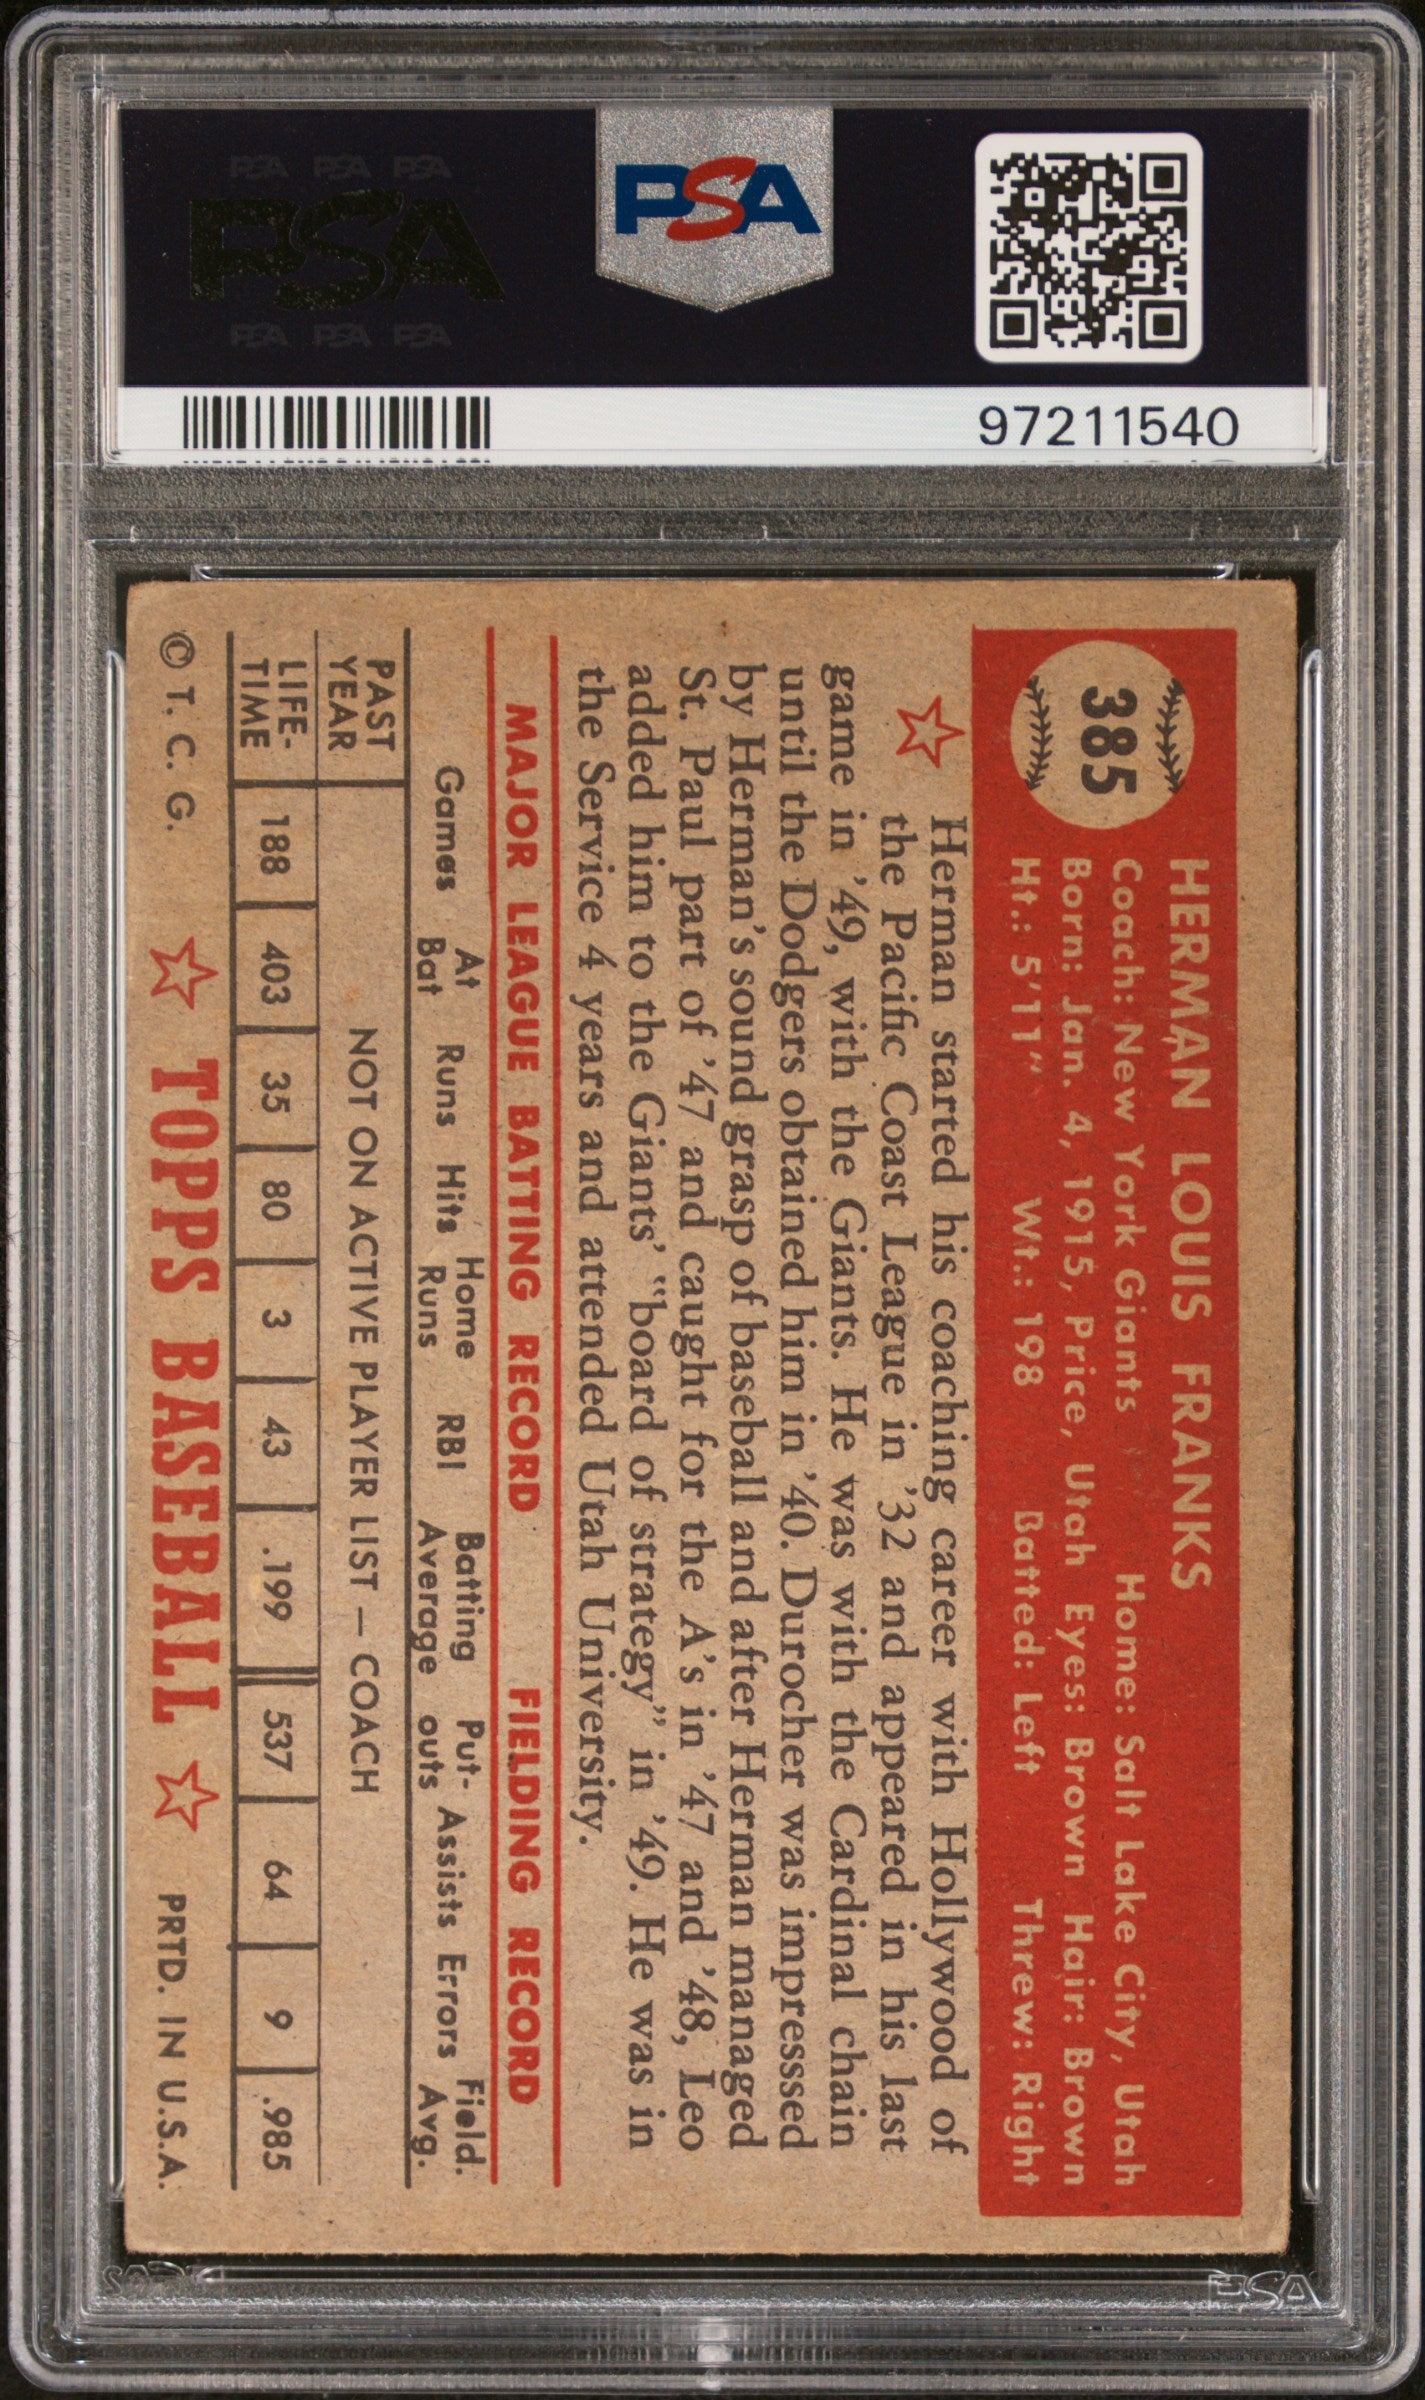 PSA PSA PSA
PSA
PSA PSA PSA
PSA
97211540
385
HERMAN LOUIS FRANKS
Coach: New York Giants Home: Salt Lake City, Utah
Born: Jan. 4, 1915, Price, Utah Eyes: Brown Hair: Brown
Ht.: 5'11" Wt.: 198 Batted: Left Threw: Right
Herman started his coaching career with Hollywood of
the Pacific Coast League in '32 and appeared in his last
game in '49, with the Giants. He was with the Cardinal chain
until the Dodgers obtained him in '40. Durocher was impressed
by Herman's sound grasp of baseball and after Herman managed
St. Paul part of '47 and caught for the A's in '47 and '48, Leo
added him to the Giants' "board of strategy" in '49. He was in
the Service 4 years and attended Utah University.
MAJOR LEAGUE BATTING RECORD FIELDING RECORD
Games At Bat Runs Hits Home Runs RBI Batting Average Put-outs Assists Errors Field. Avg.
PAST YEAR NOT ON ACTIVE PLAYER LIST — COACH
LIFE-TIME 188 403 35 80 3 43 .199 537 64 9 .985
© T. C. G. TOPPS BASEBALL PRTD. IN U.S.A.
PSA